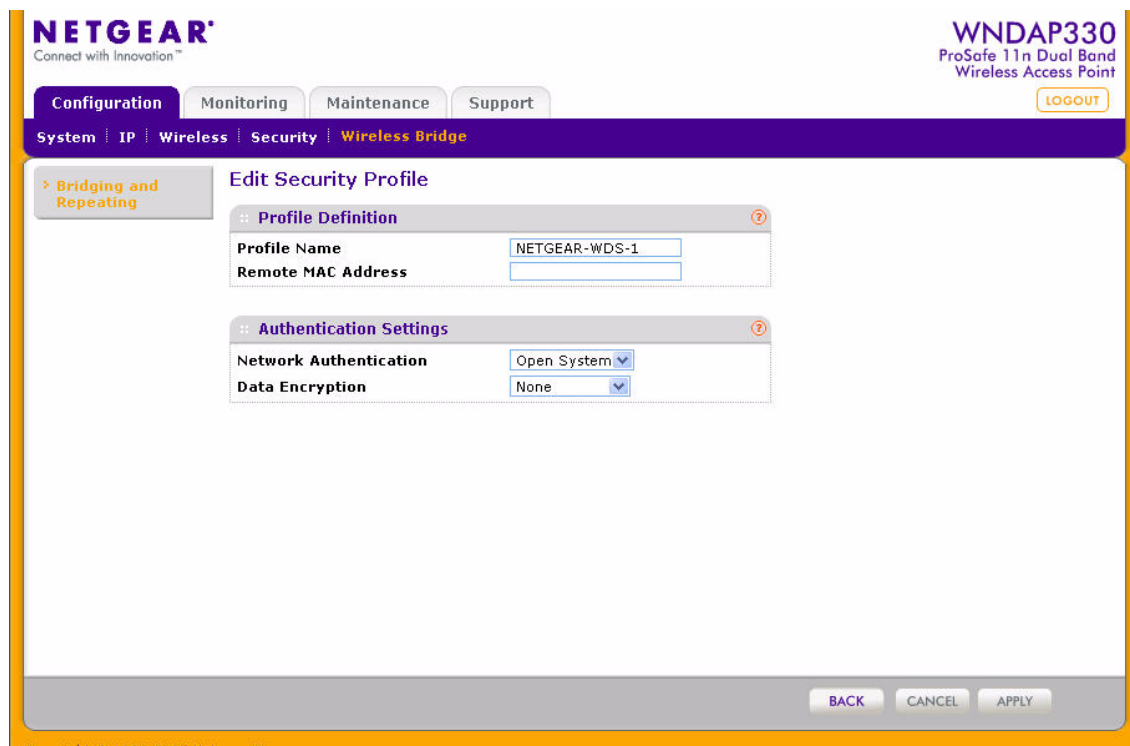 NETGEAR
Connect with Innovation™
WNDAP330
ProSafe 11n Dual Band
Wireless Access Point
Configuration Monitoring Maintenance Support
LOGOUT
System IP Wireless Security Wireless Bridge
Bridging and
Repeating
Edit Security Profile
Profile Definition ?
Profile Name NETGEAR-WDS-1
Remote MAC Address
Authentication Settings ?
Network Authentication Open System
Data Encryption None
BACK CANCEL APPLY